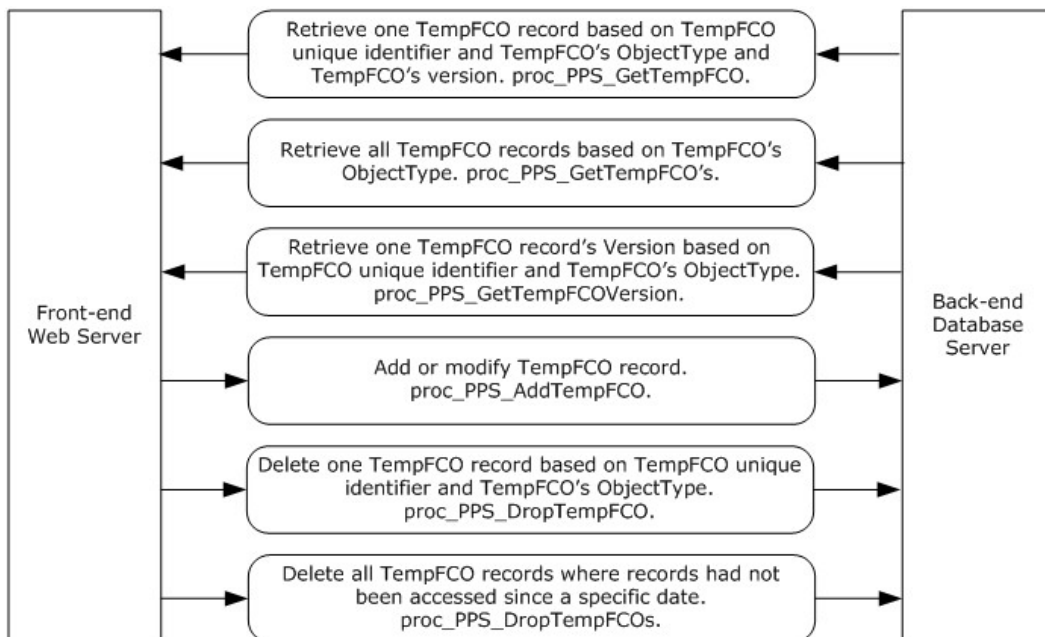 Retrieve one TempFCO record based on TempFCO
unique identifier and TempFCO's ObjectType and
TempFCO's version. proc_PPS_GetTempFCO.
Retrieve all TempFCO records based on TempFCO's
ObjectType. proc_PPS_GetTempFCO's.
Retrieve one TempFCO record's Version based on
TempFCO unique identifier and TempFCO's ObjectType.
proc_PPS_GetTempFCOVersion.
Front-end
Web Server
Back-end
Database
Server
Add or modify TempFCO record.
proc_PPS_AddTempFCO.
Delete one TempFCO record based on TempFCO unique
identifier and TempFCO's ObjectType.
proc_PPS_DropTempFCO.
Delete all TempFCO records where records had not
been accessed since a specific date.
proc_PPS_DropTempFCOs.